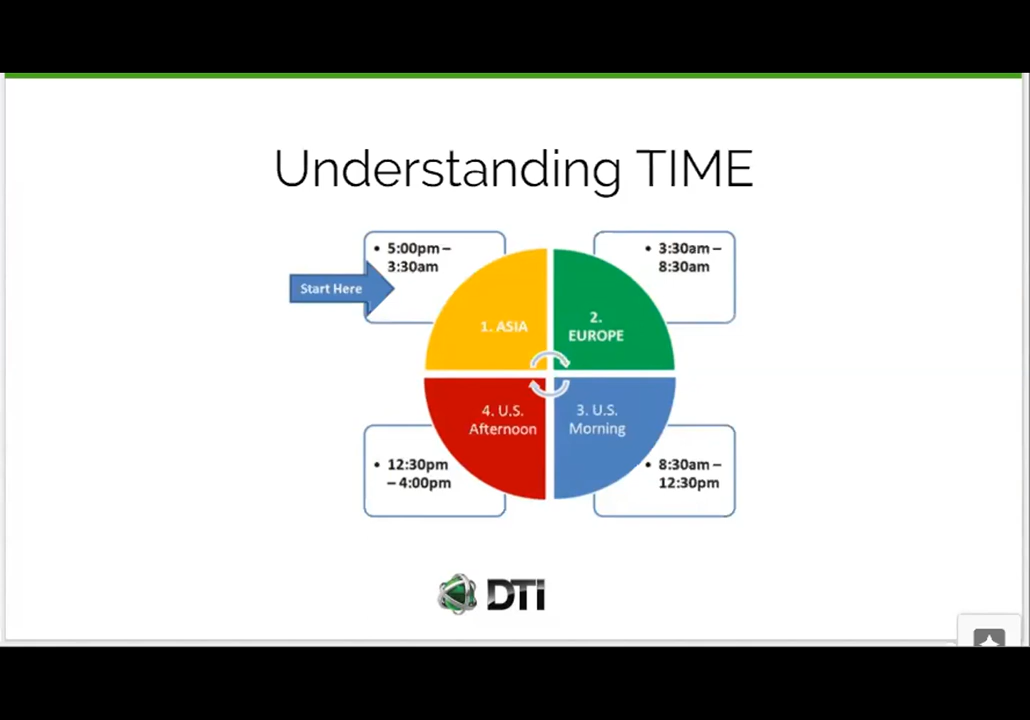 Understanding TIME
• 5:00pm –
3:30am
Start Here
1. ASIA
• 3:30am –
8:30am
2.
EUROPE
4. U.S.
Afternoon
• 12:30pm
– 4:00pm
3. U.S.
Morning
• 8:30am –
12:30pm
DTI